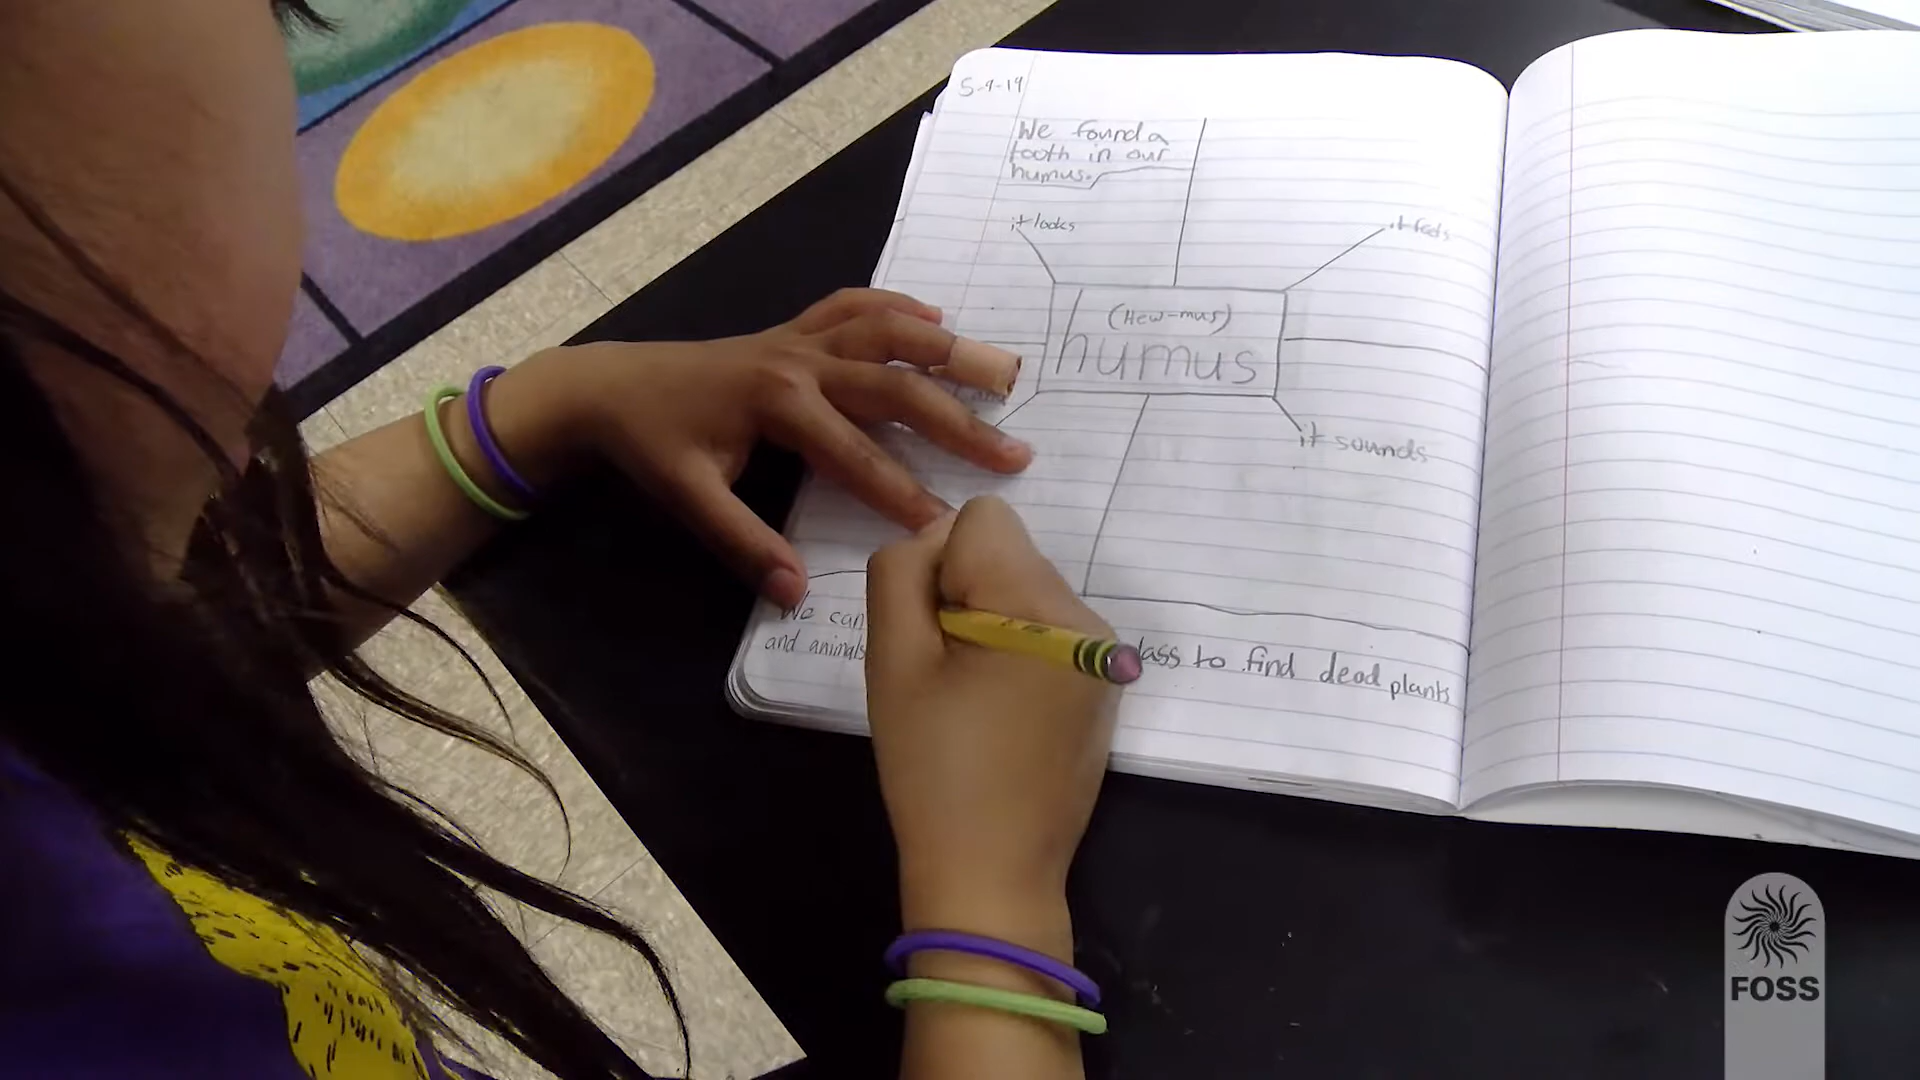 5-9-19
We found a
tooth in our
humus.
it looks
it feels
(Hew-mus)
humus
and
it sounds
We can
lass to find dead plants
and animals
FOSS